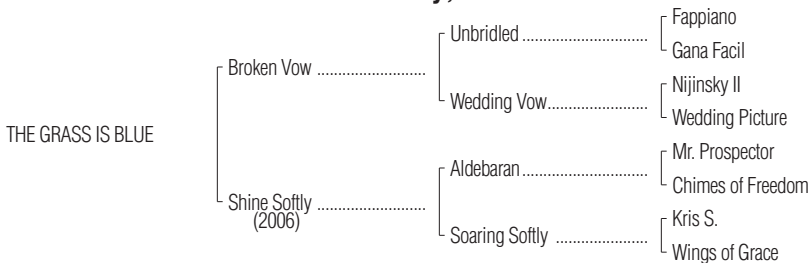 Fappiano
Unbridled ......................
Gana Facil
Broken Vow ..........................
Nijinsky II
Wedding Vow........................
Wedding Picture
THE GRASS IS BLUE
Mr. Prospector
Aldebaran..............................
Chimes of Freedom
Shine Softly ..........................
(2006)
Kris S.
Soaring Softly ......................
Wings of Grace